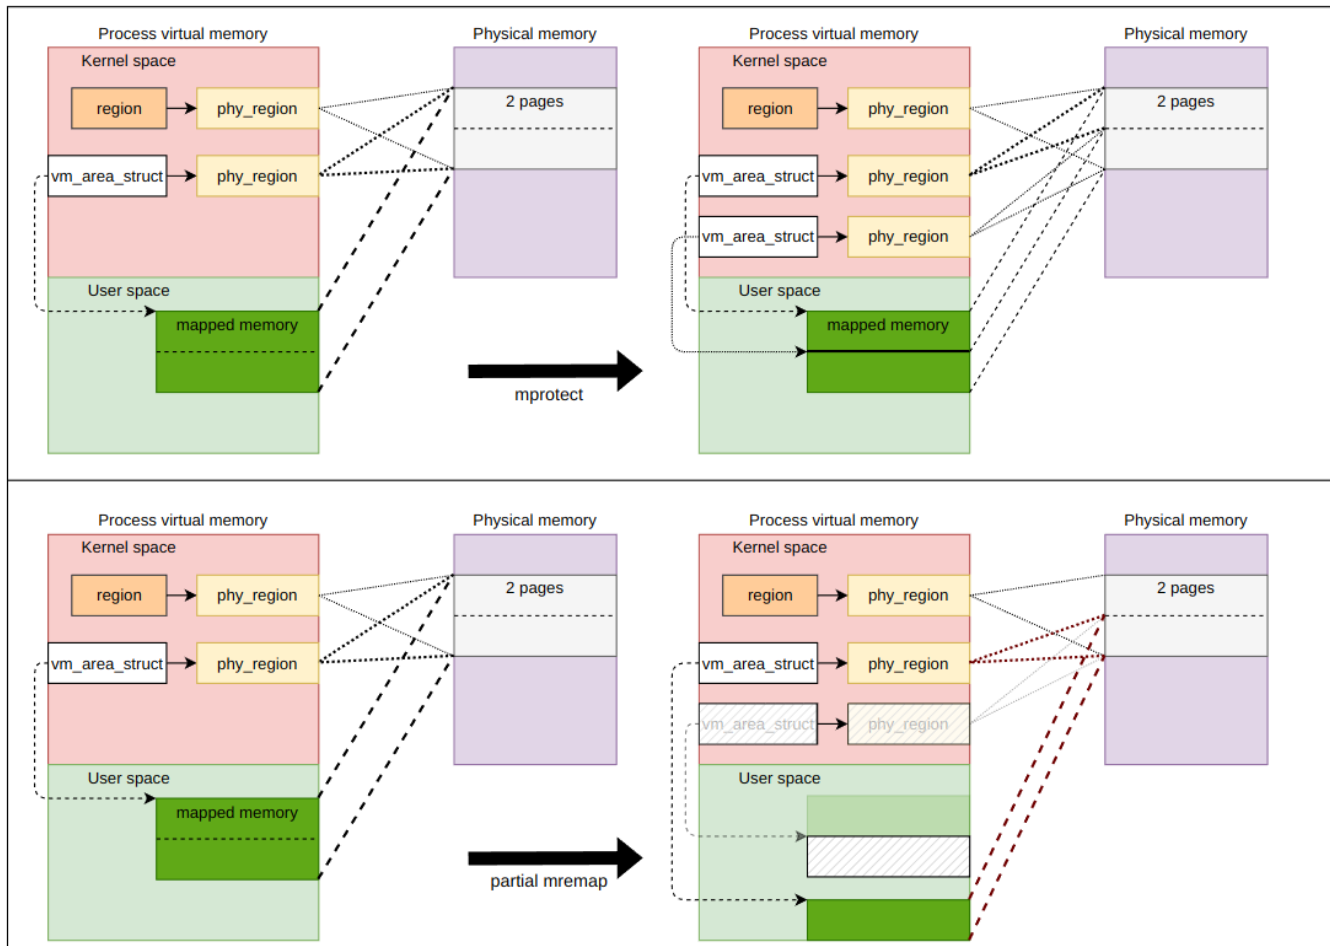 Process virtual memory
Physical memory
Kernel space
region
phy_region
2 pages
vm_area_struct
phy_region
User space
mapped memory
mprotect
Process virtual memory
Physical memory
Kernel space
region
phy_region
2 pages
vm_area_struct
phy_region
vm_area_struct
phy_region
User space
mapped memory
Process virtual memory
Physical memory
Kernel space
region
phy_region
2 pages
vm_area_struct
phy_region
User space
mapped memory
partial mremap
Process virtual memory
Physical memory
Kernel space
region
phy_region
2 pages
vm_area_struct
phy_region
vm_area_struct
phy_region
User space